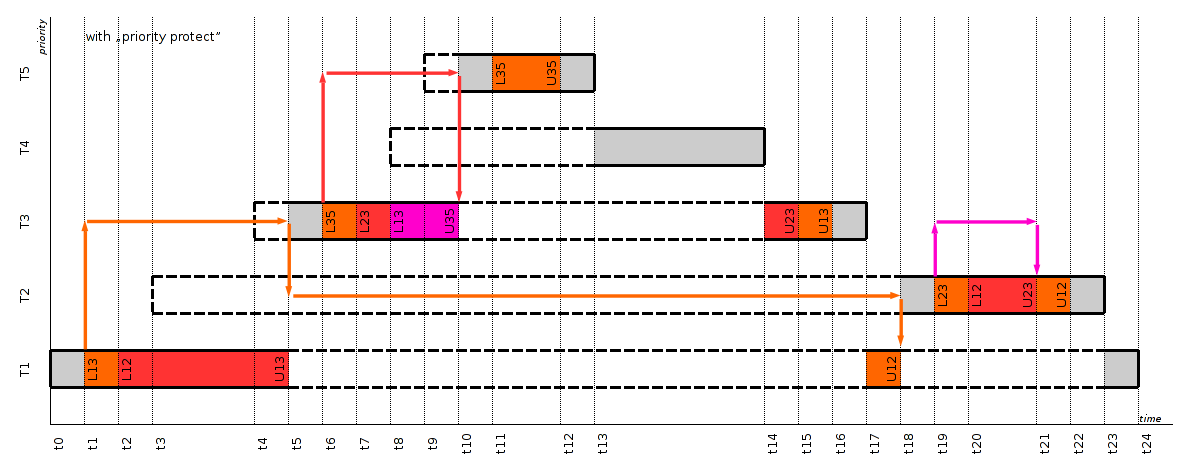 priority
with „priority protect”
T5
L35
U35
T4
T3
L35
L23
L13
U35
U23
U13
T2
L23
L12
U23
U12
T1
L13
L12
U13
U12
time
t0
t1
t2
t3
t4
t5
t6
t7
t8
t9
t10
t11
t12
t13
t14
t15
t16
t17
t18
t19
t20
t21
t22
t23
t24